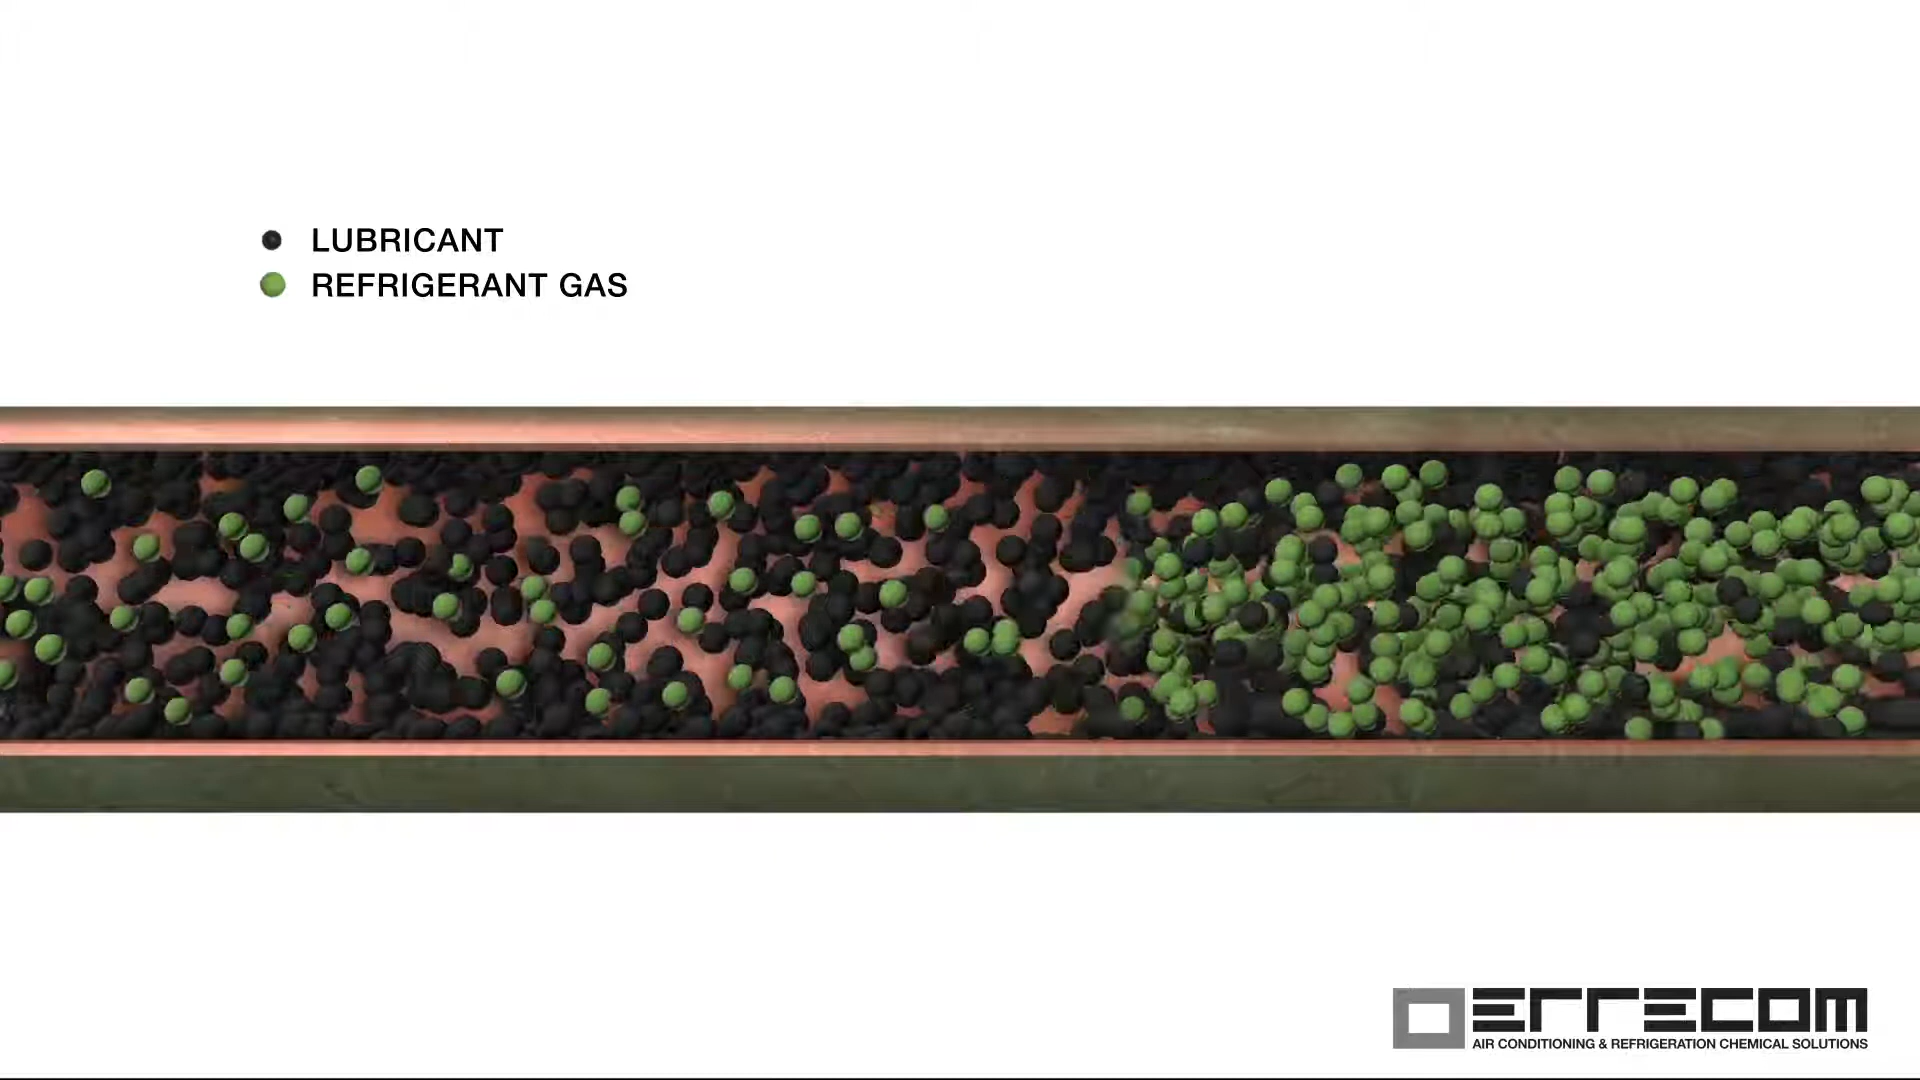 LUBRICANT
REFRIGERANT GAS
ERRECOM
AIR CONDITIONING & REFRIGERATION CHEMICAL SOLUTIONS